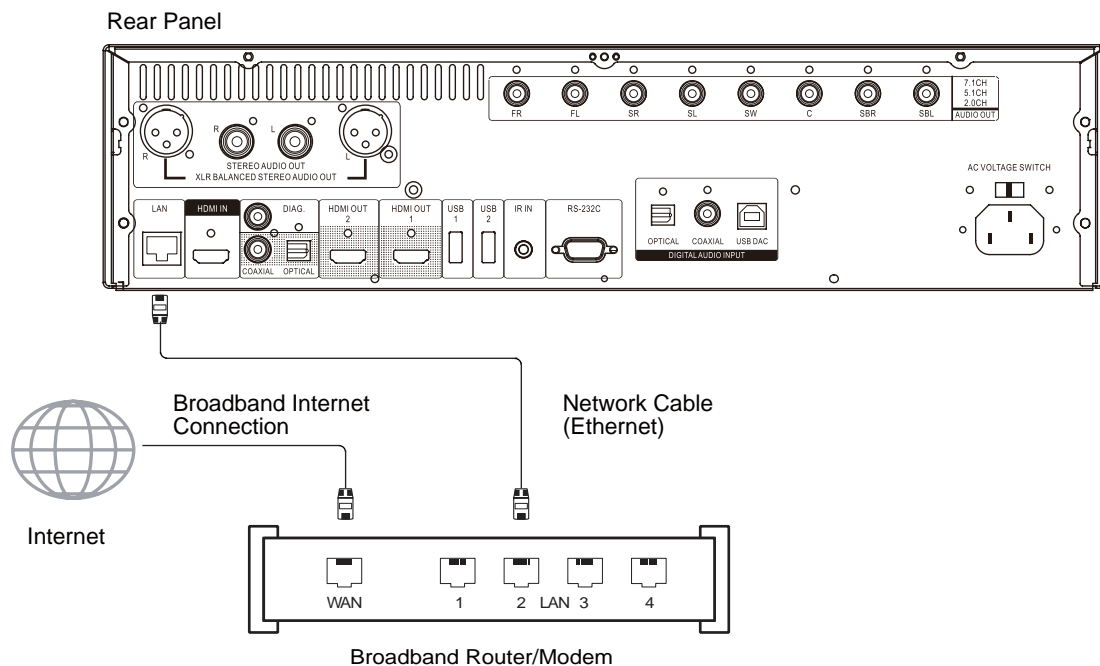 Rear Panel
FR FL SR SL SW C SBR SBL
7.1CH
5.1CH
2.0CH
AUDIO OUT
R R L L
STEREO AUDIO OUT
XLR BALANCED STEREO AUDIO OUT
AC VOLTAGE SWITCH
LAN HDMI IN DIAG. HDMI OUT 2 HDMI OUT 1 USB 1 USB 2 IR IN RS-232C
COAXIAL OPTICAL
OPTICAL COAXIAL USB DAC
DIGITAL AUDIO INPUT
Broadband Internet
Connection
Network Cable
(Ethernet)
Internet
WAN 1 2 LAN 3 4
Broadband Router/Modem